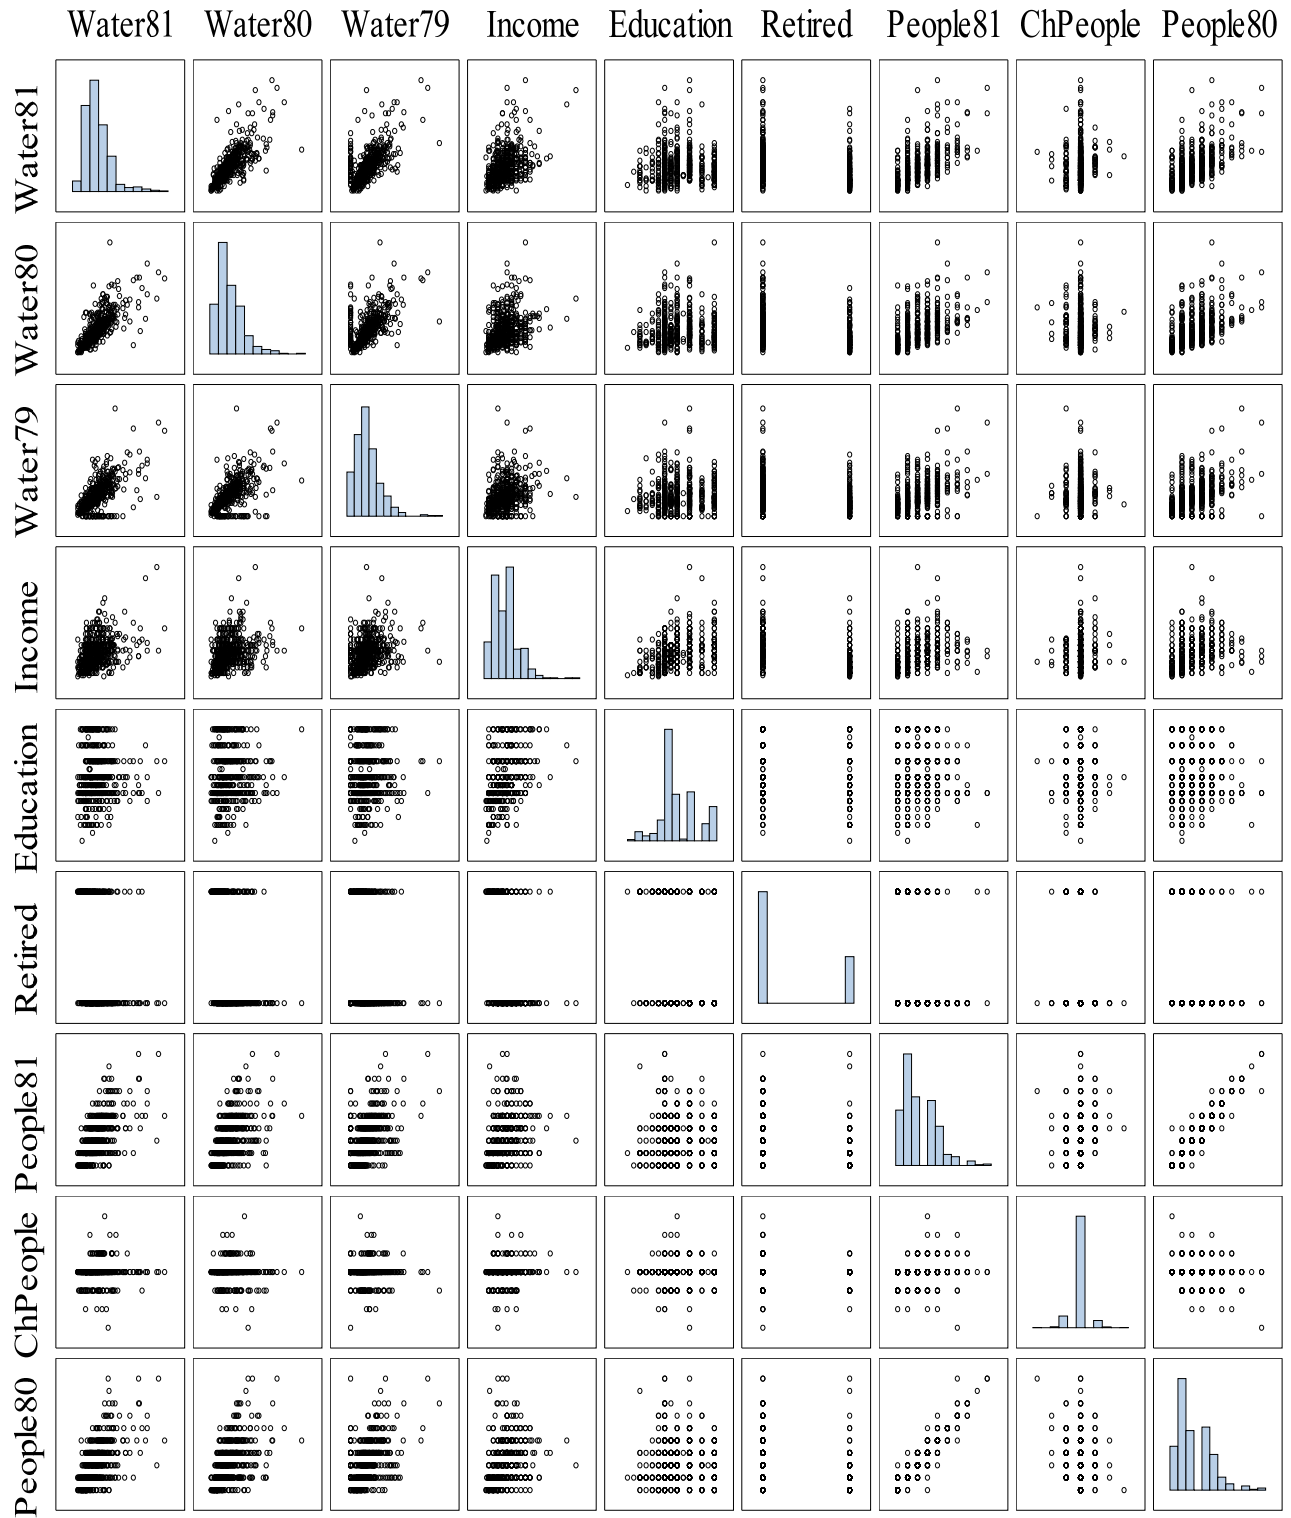 Water81 Water80 Water79 Income Education Retired People81 ChPeople People80
Water81
Water80
Water79
Income
Education
Retired
People81
ChPeople
People80